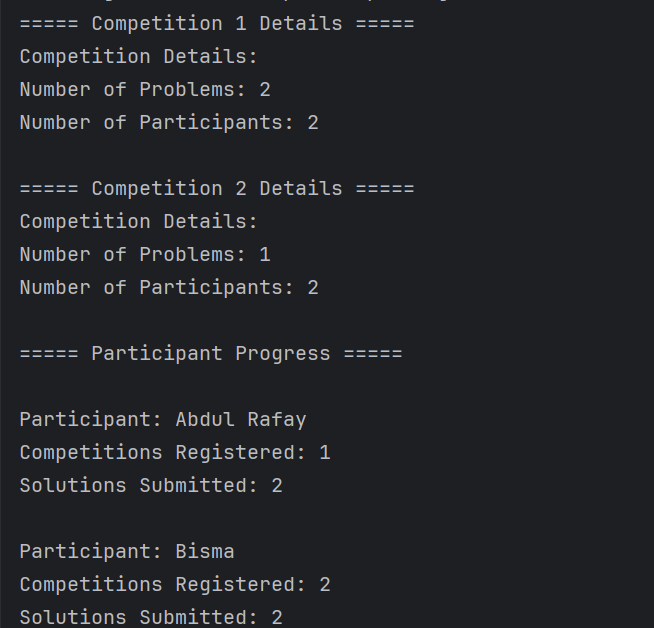 ===== Competition 1 Details =====
Competition Details:
Number of Problems: 2
Number of Participants: 2
===== Competition 2 Details =====
Competition Details:
Number of Problems: 1
Number of Participants: 2
===== Participant Progress =====
Participant: Abdul Rafay
Competitions Registered: 1
Solutions Submitted: 2
Participant: Bisma
Competitions Registered: 2
Solutions Submitted: 2